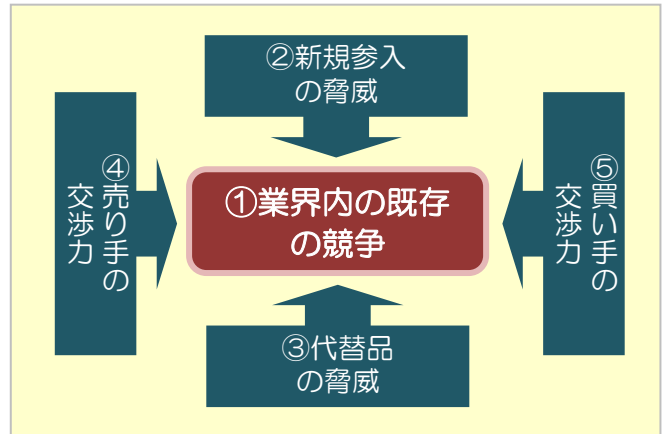 ②新規参入
の脅威
④売り手の
交渉力
①業界内の既存
の競争
⑤買い手の
交渉力
③代替品
の脅威